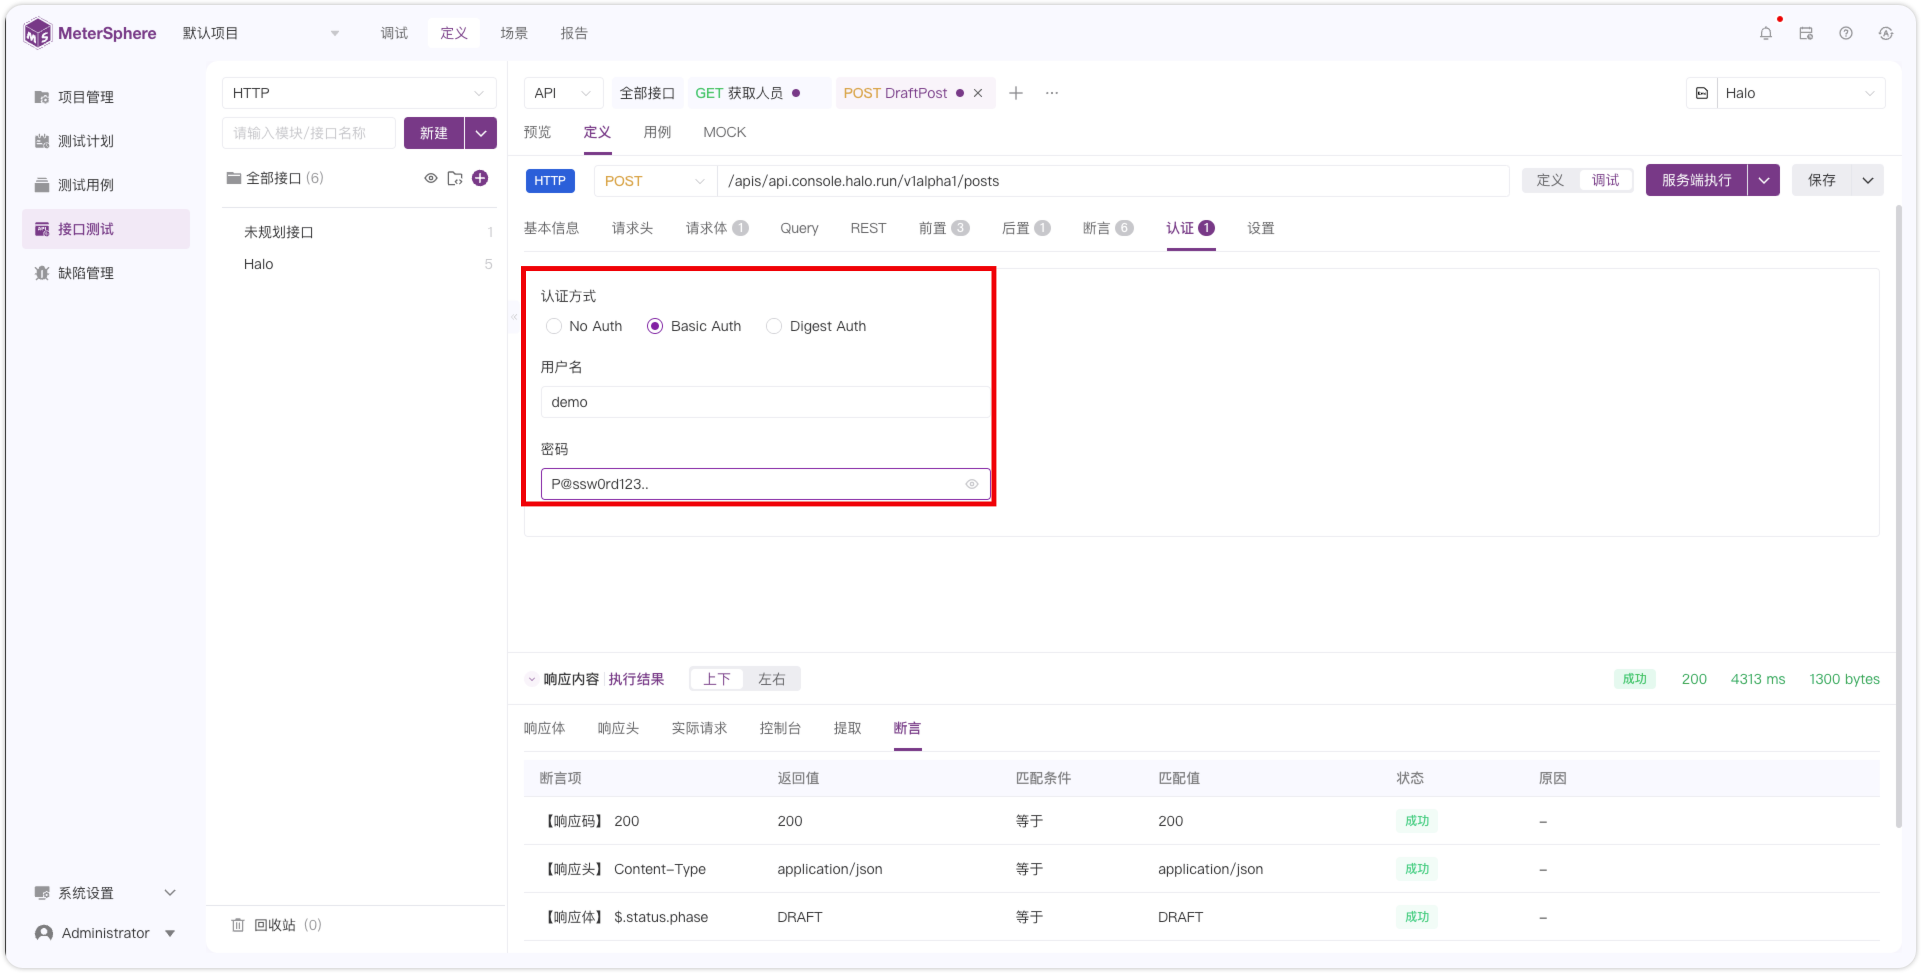 MeterSphere 默认项目 调试 定义 场景 报告
项目管理
测试计划
测试用例
接口测试
缺陷管理
系统设置
Administrator
HTTP
请输入模块/接口名称 新建
全部接口 (6)
未规划接口 1
Halo 5
回收站 (0)
API 全部接口 GET 获取人员 POST DraftPost Halo
预览 定义 用例 MOCK
HTTP POST /apis/api.console.halo.run/v1alpha1/posts 定义 调试 服务端执行 保存
基本信息 请求头 请求体 1 Query REST 前置 3 后置 1 断言 6 认证 1 设置
认证方式
No Auth Basic Auth Digest Auth
用户名
demo
密码
P@ssw0rd123..
响应内容 执行结果 上下 左右 成功 200 4313 ms 1300 bytes
响应体 响应头 实际请求 控制台 提取 断言
断言项 返回值 匹配条件 匹配值 状态 原因
【响应码】 200 200 等于 200 成功 –
【响应头】 Content-Type application/json 等于 application/json 成功 –
【响应体】 $.status.phase DRAFT 等于 DRAFT 成功 –